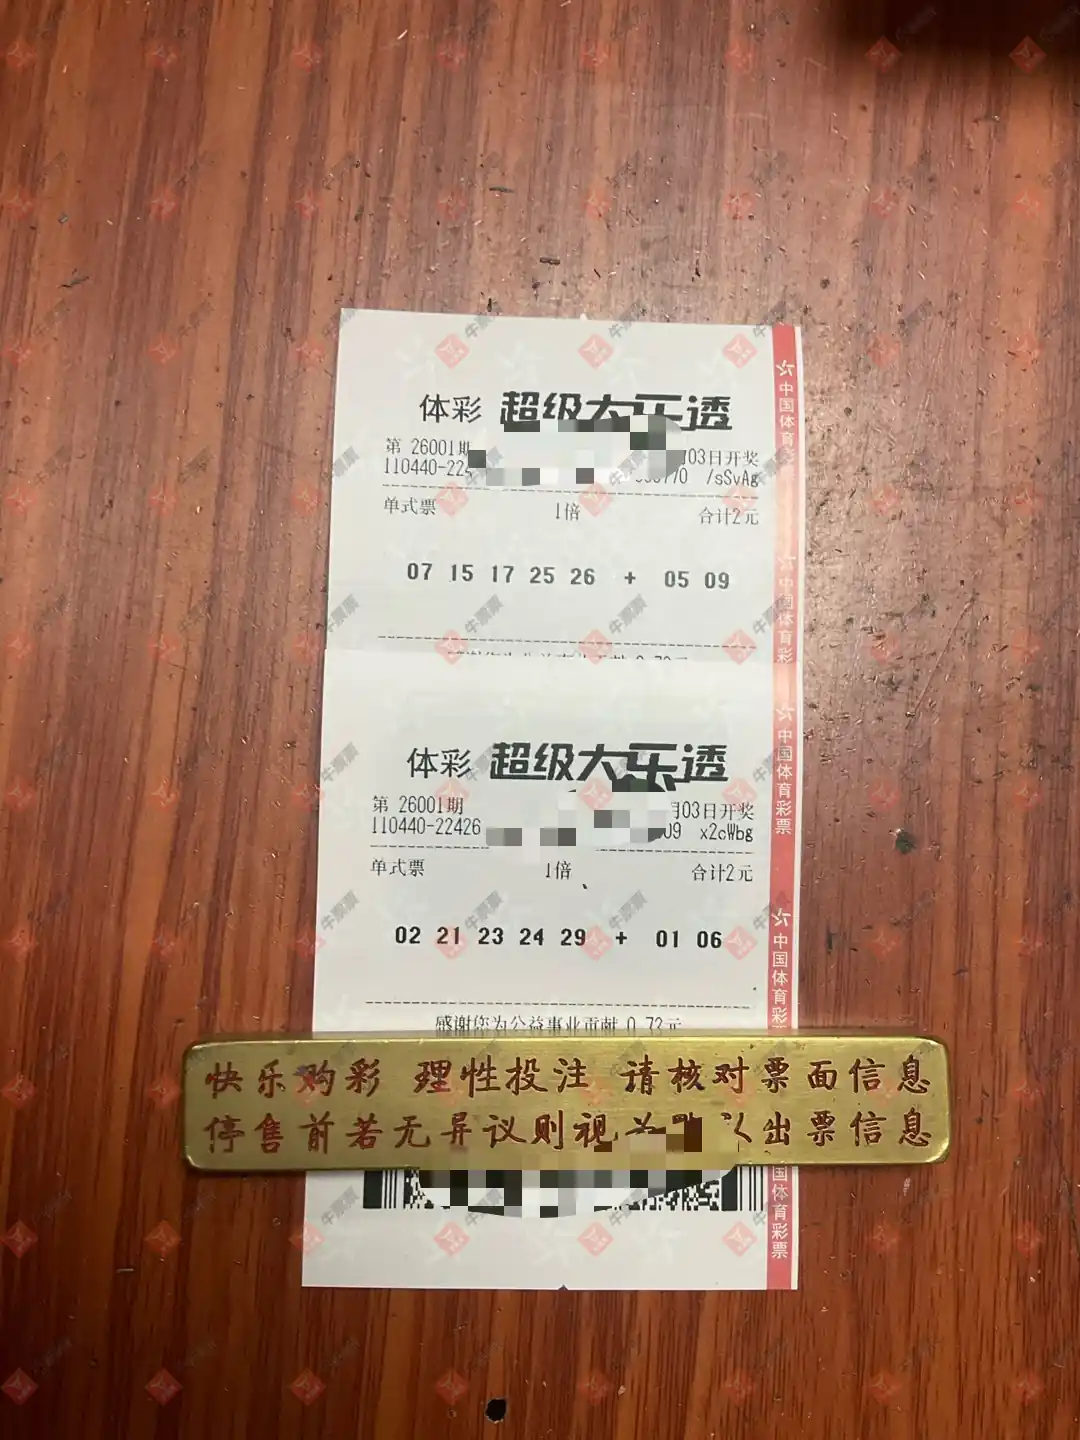 体彩 超级大乐透
第 26001期
03日开奖
110440-224
/sSvAg
单式票 1倍 合计2元
07 15 17 25 26 + 05 09
体彩 超级大乐透
第 26001期
月03日开奖
110440-22426
09 x2cWbg
单式票 1倍 合计2元
02 21 23 24 29 + 01 06
感谢您为公益事业贡献 0.72元
快乐购彩 理性投注 请核对票面信息
停售前若无异议则视为 出票信息
中国体育彩票
中国体育彩票
中国体育彩票
牛票票